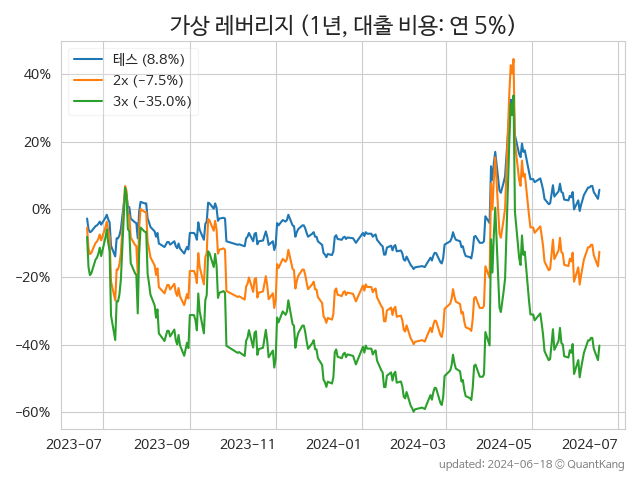 가상 레버리지 (1년, 대출 비용: 연 5%)
테스 (8.8%)
2x (−7.5%)
3x (−35.0%)
40%
20%
0%
−20%
−40%
−60%
2023-07 2023-09 2023-11 2024-01 2024-03 2024-05 2024-07
updated: 2024-06-18 © QuantKang